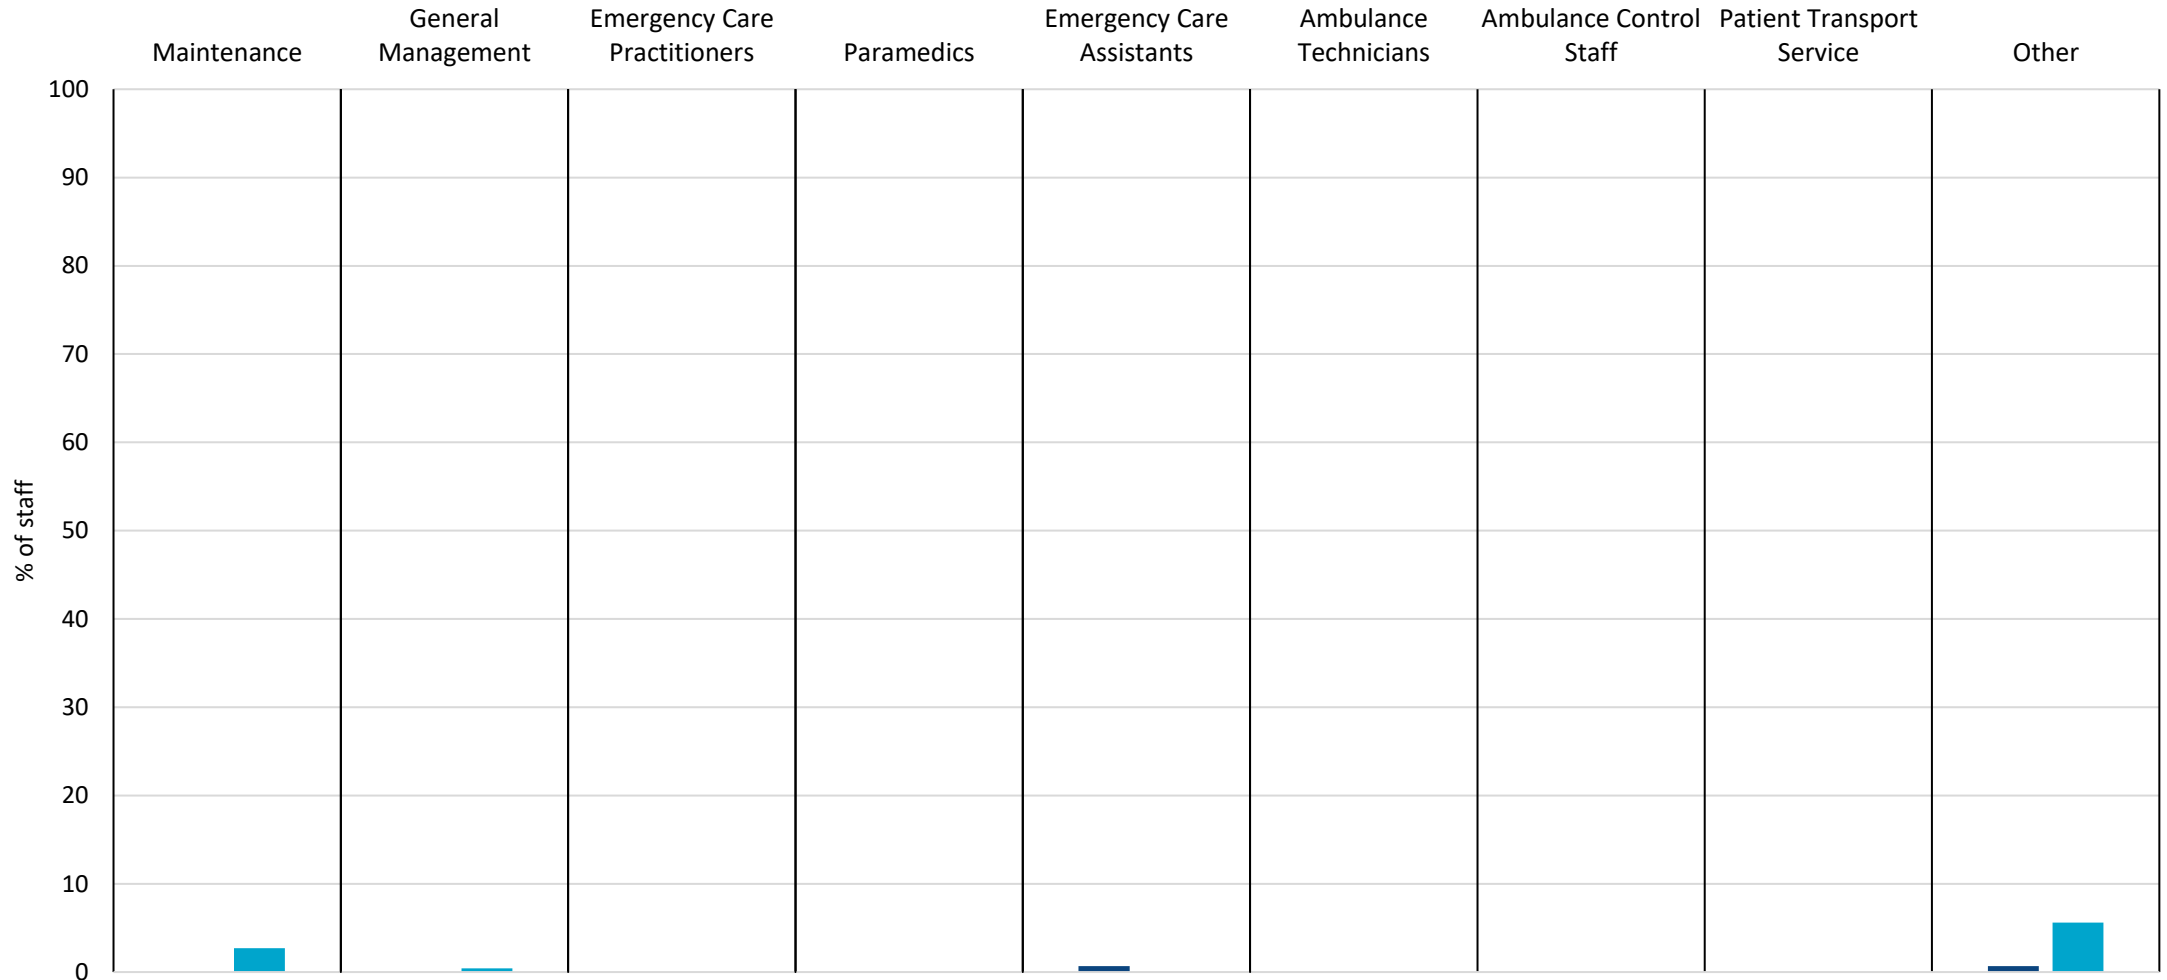 Maintenance
General
Management
Emergency Care
Practitioners
Paramedics
Emergency Care
Assistants
Ambulance
Technicians
Ambulance Control
Staff
Patient Transport
Service
Other
100
90
80
70
60
50
40
30
20
10
0
% of staff